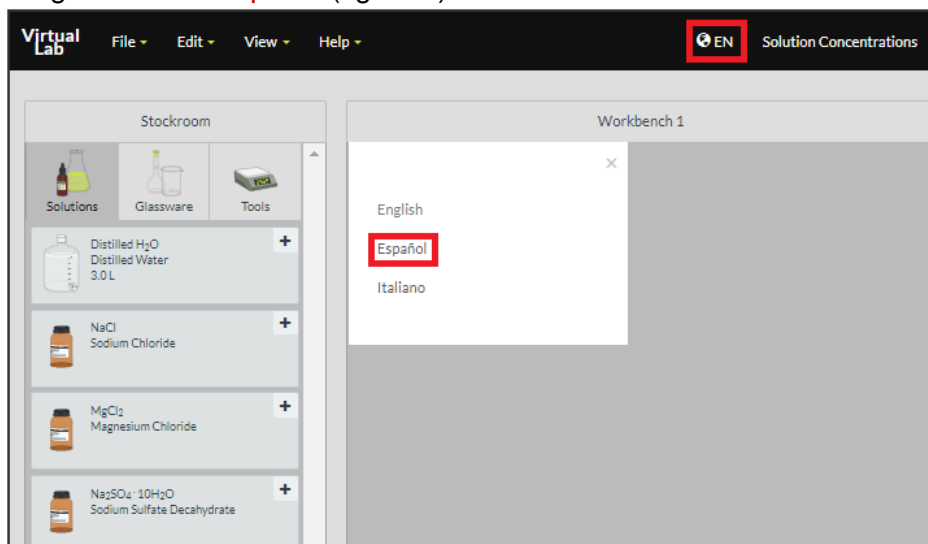 Virtual Lab File Edit View Help EN Solution Concentrations
Stockroom
Workbench 1
Solutions Glassware Tools
English
Español
Italiano
Distilled H₂O
Distilled Water
3.0 L
NaCl
Sodium Chloride
MgCl₂
Magnesium Chloride
Na₂SO₄·10H₂O
Sodium Sulfate Decahydrate